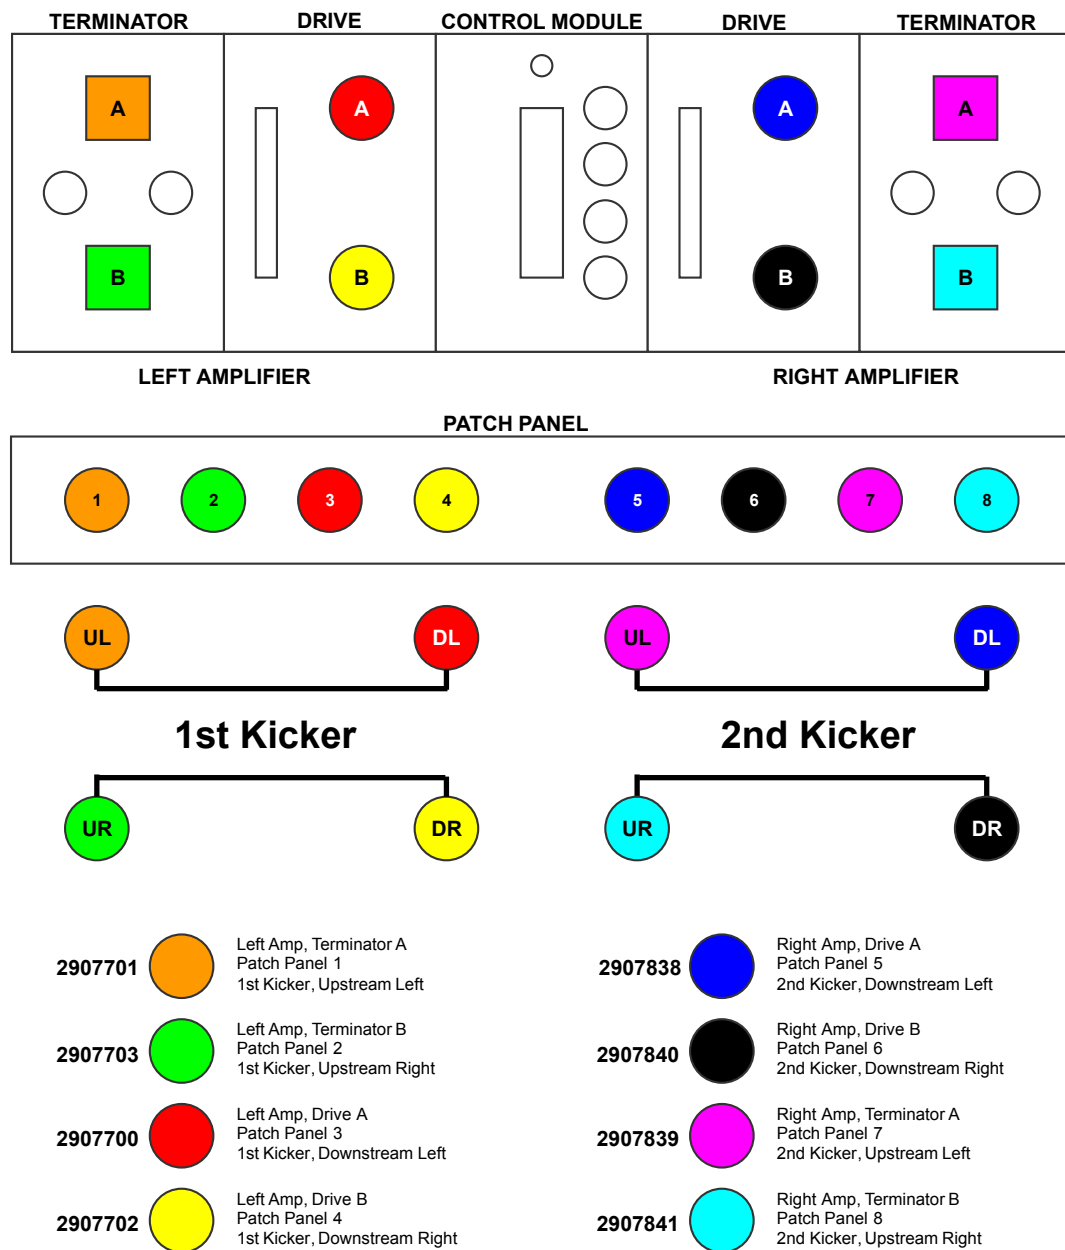 TERMINATOR DRIVE CONTROL MODULE DRIVE TERMINATOR
A A A A
B B B B
LEFT AMPLIFIER RIGHT AMPLIFIER
PATCH PANEL
1 2 3 4 5 6 7 8
UL DL UL DL
1st Kicker 2nd Kicker
UR DR UR DR
2907701
Left Amp, Terminator A
Patch Panel 1
1st Kicker, Upstream Left
2907703
Left Amp, Terminator B
Patch Panel 2
1st Kicker, Upstream Right
2907700
Left Amp, Drive A
Patch Panel 3
1st Kicker, Downstream Left
2907702
Left Amp, Drive B
Patch Panel 4
1st Kicker, Downstream Right
2907838
Right Amp, Drive A
Patch Panel 5
2nd Kicker, Downstream Left
2907840
Right Amp, Drive B
Patch Panel 6
2nd Kicker, Downstream Right
2907839
Right Amp, Terminator A
Patch Panel 7
2nd Kicker, Upstream Left
2907841
Right Amp, Terminator B
Patch Panel 8
2nd Kicker, Upstream Right